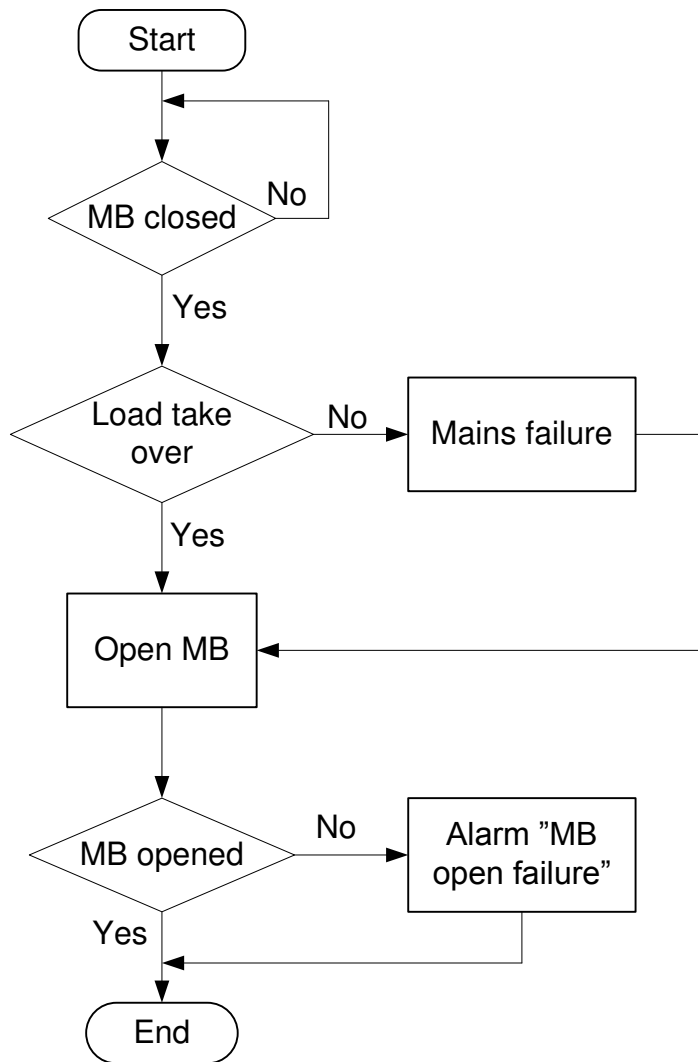 Start
No
MB closed
Yes
Load take
over
No
Mains failure
Yes
Open MB
No
MB opened
Alarm ”MB
open failure”
Yes
End